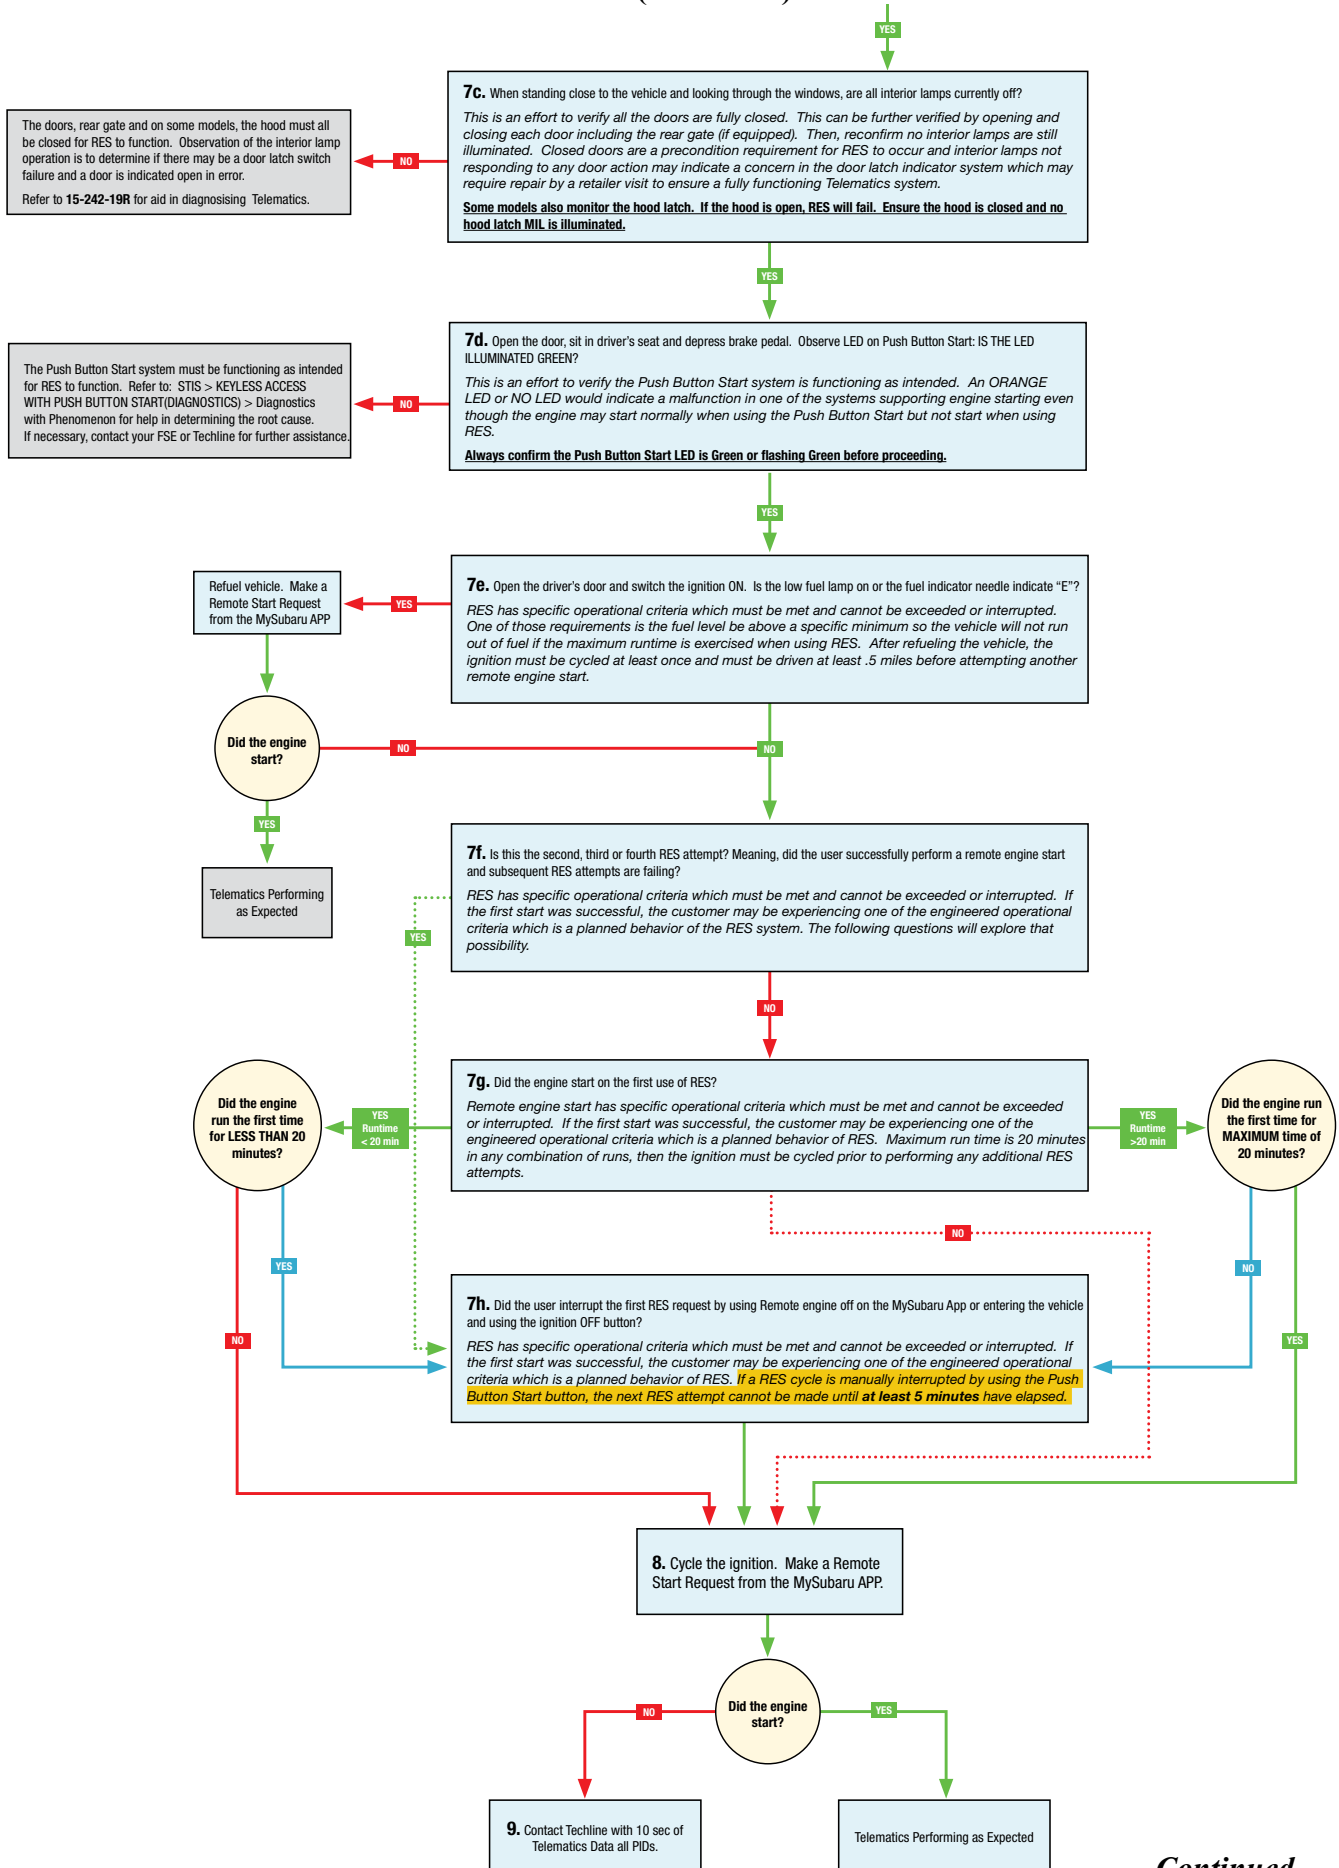 YES
7c. When standing close to the vehicle and looking through the windows, are all interior lamps currently off?
This is an effort to verify all the doors are fully closed. This can be further verified by opening and
closing each door including the rear gate (if equipped). Then, reconfirm no interior lamps are still
illuminated. Closed doors are a precondition requirement for RES to occur and interior lamps not
responding to any door action may indicate a concern in the door latch indicator system which may
require repair by a retailer visit to ensure a fully functioning Telematics system.
Some models also monitor the hood latch. If the hood is open, RES will fail. Ensure the hood is closed and no
hood latch MIL is illuminated.
NO
The doors, rear gate and on some models, the hood must all
be closed for RES to function. Observation of the interior lamp
operation is to determine if there may be a door latch switch
failure and a door is indicated open in error.
Refer to 15-242-19R for aid in diagnosising Telematics.
YES
7d. Open the door, sit in driver's seat and depress brake pedal. Observe LED on Push Button Start: IS THE LED
ILLUMINATED GREEN?
This is an effort to verify the Push Button Start system is functioning as intended. An ORANGE
LED or NO LED would indicate a malfunction in one of the systems supporting engine starting even
though the engine may start normally when using the Push Button Start but not start when using
RES.
Always confirm the Push Button Start LED is Green or flashing Green before proceeding.
NO
The Push Button Start system must be functioning as intended
for RES to function. Refer to: STIS > KEYLESS ACCESS
WITH PUSH BUTTON START(DIAGNOSTICS) > Diagnostics
with Phenomenon for help in determining the root cause.
If necessary, contact your FSE or Techline for further assistance.
YES
7e. Open the driver's door and switch the ignition ON. Is the low fuel lamp on or the fuel indicator needle indicate "E"?
RES has specific operational criteria which must be met and cannot be exceeded or interrupted.
One of those requirements is the fuel level be above a specific minimum so the vehicle will not run
out of fuel if the maximum runtime is exercised when using RES. After refueling the vehicle, the
ignition must be cycled at least once and must be driven at least .5 miles before attempting another
remote engine start.
YES
Refuel vehicle. Make a
Remote Start Request
from the MySubaru APP
Did the engine
start?
NO
NO
YES
Telematics Performing
as Expected
7f. Is this the second, third or fourth RES attempt? Meaning, did the user successfully perform a remote engine start
and subsequent RES attempts are failing?
RES has specific operational criteria which must be met and cannot be exceeded or interrupted. If
the first start was successful, the customer may be experiencing one of the engineered operational
criteria which is a planned behavior of the RES system. The following questions will explore that
possibility.
YES
NO
7g. Did the engine start on the first use of RES?
Remote engine start has specific operational criteria which must be met and cannot be exceeded
or interrupted. If the first start was successful, the customer may be experiencing one of the
engineered operational criteria which is a planned behavior of RES. Maximum run time is 20 minutes
in any combination of runs, then the ignition must be cycled prior to performing any additional RES
attempts.
YES
Runtime
< 20 min
Did the engine
run the first time
for LESS THAN 20
minutes?
YES
Runtime
>20 min
Did the engine run
the first time for
MAXIMUM time of
20 minutes?
NO
YES
NO
7h. Did the user interrupt the first RES request by using Remote engine off on the MySubaru App or entering the vehicle
and using the ignition OFF button?
RES has specific operational criteria which must be met and cannot be exceeded or interrupted. If
the first start was successful, the customer may be experiencing one of the engineered operational
criteria which is a planned behavior of RES. If a RES cycle is manually interrupted by using the Push
Button Start button, the next RES attempt cannot be made until at least 5 minutes have elapsed.
NO
YES
8. Cycle the ignition. Make a Remote
Start Request from the MySubaru APP.
Did the engine
start?
NO
YES
9. Contact Techline with 10 sec of
Telematics Data all PIDs.
Telematics Performing as Expected
Continued